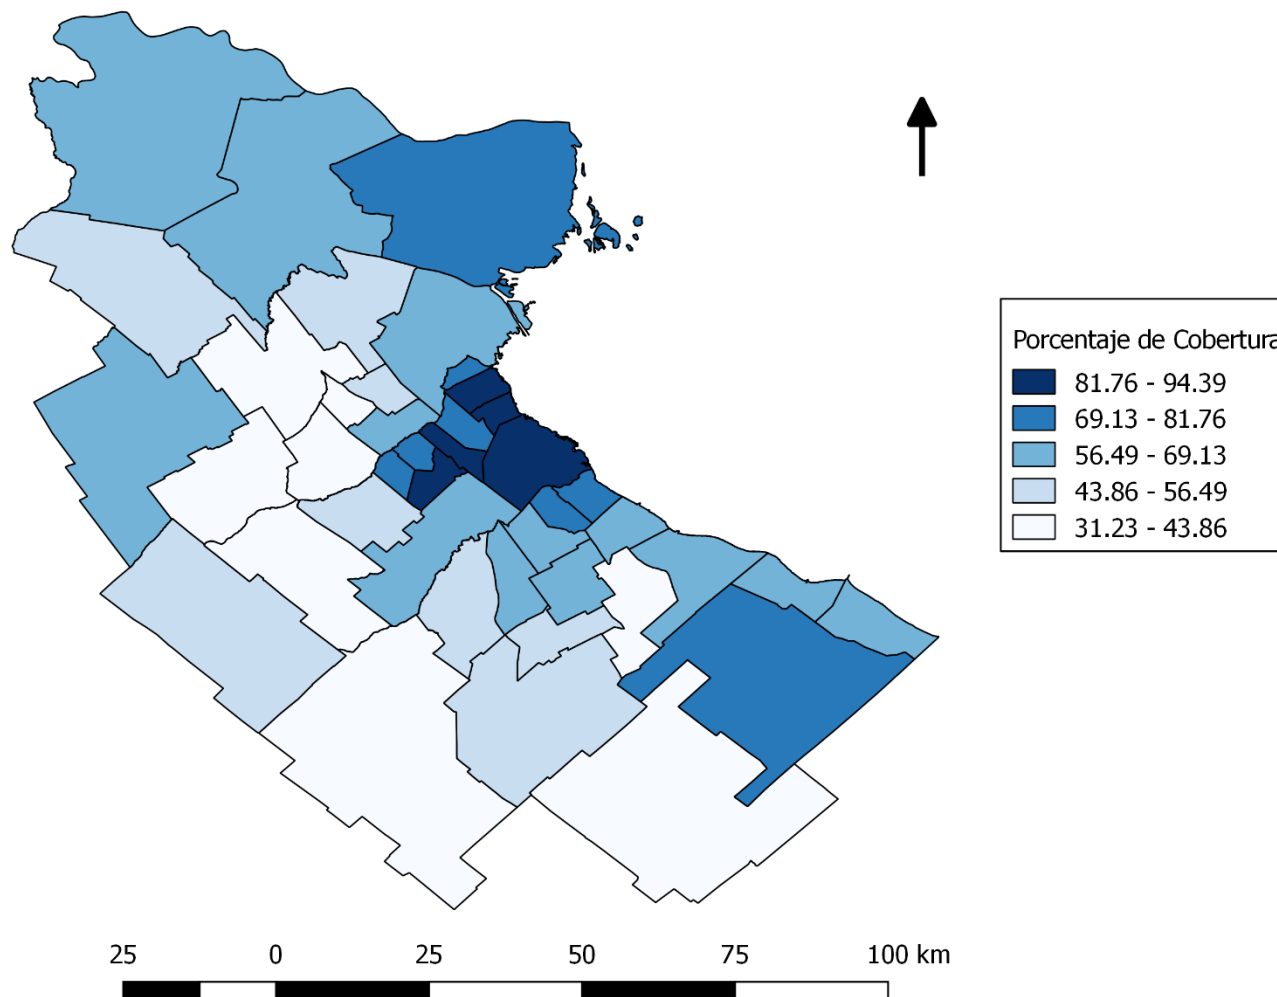 Porcentaje de Cobertura
81.76 - 94.39
69.13 - 81.76
56.49 - 69.13
43.86 - 56.49
31.23 - 43.86
25 0 25 50 75 100 km